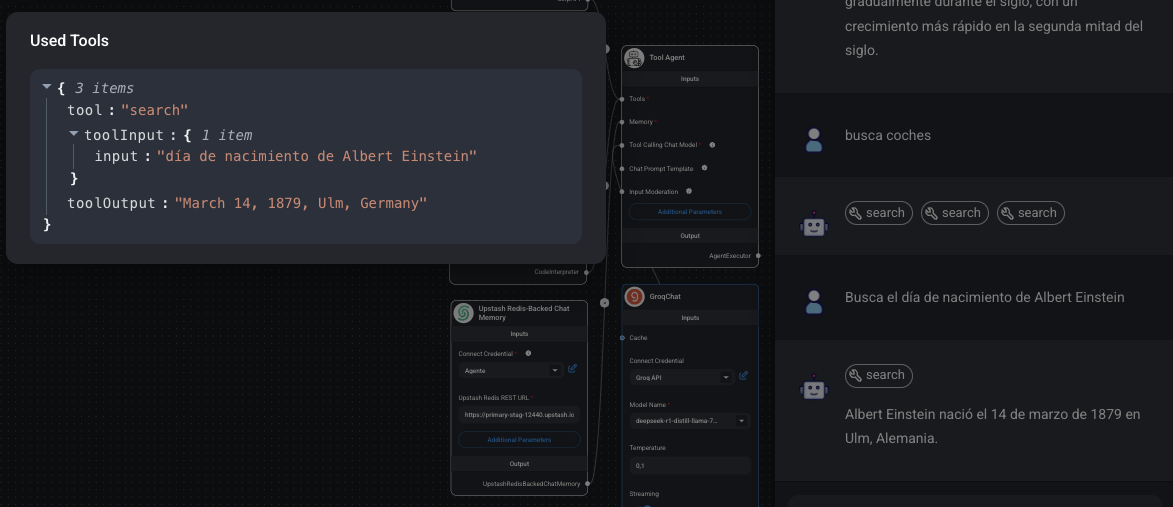 Used Tools
{ 3 items
tool : "search"
toolInput : { 1 item
input : "día de nacimiento de Albert Einstein"
}
toolOutput : "March 14, 1879, Ulm, Germany"
}
CodeInterpreter
Upstash Redis-Backed Chat
Memory
Inputs
Connect Credential *
Agente
Upstash Redis REST URL *
https://primary-stag-12440.upstash.io
Additional Parameters
Output
UpstashRedisBackedChatMemory
Tool Agent
Inputs
Tools *
Memory *
Tool Calling Chat Model *
Chat Prompt Template
Input Moderation
Additional Parameters
Output
AgentExecutor
GroqChat
Inputs
Cache
Connect Credential
Groq API
Model Name *
deepseek-r1-distill-llama-7...
Temperature
0,1
Streaming
gradualmente durante el siglo, con un
crecimiento más rápido en la segunda mitad del
siglo.
busca coches
search search search
Busca el día de nacimiento de Albert Einstein
search
Albert Einstein nació el 14 de marzo de 1879 en
Ulm, Alemania.